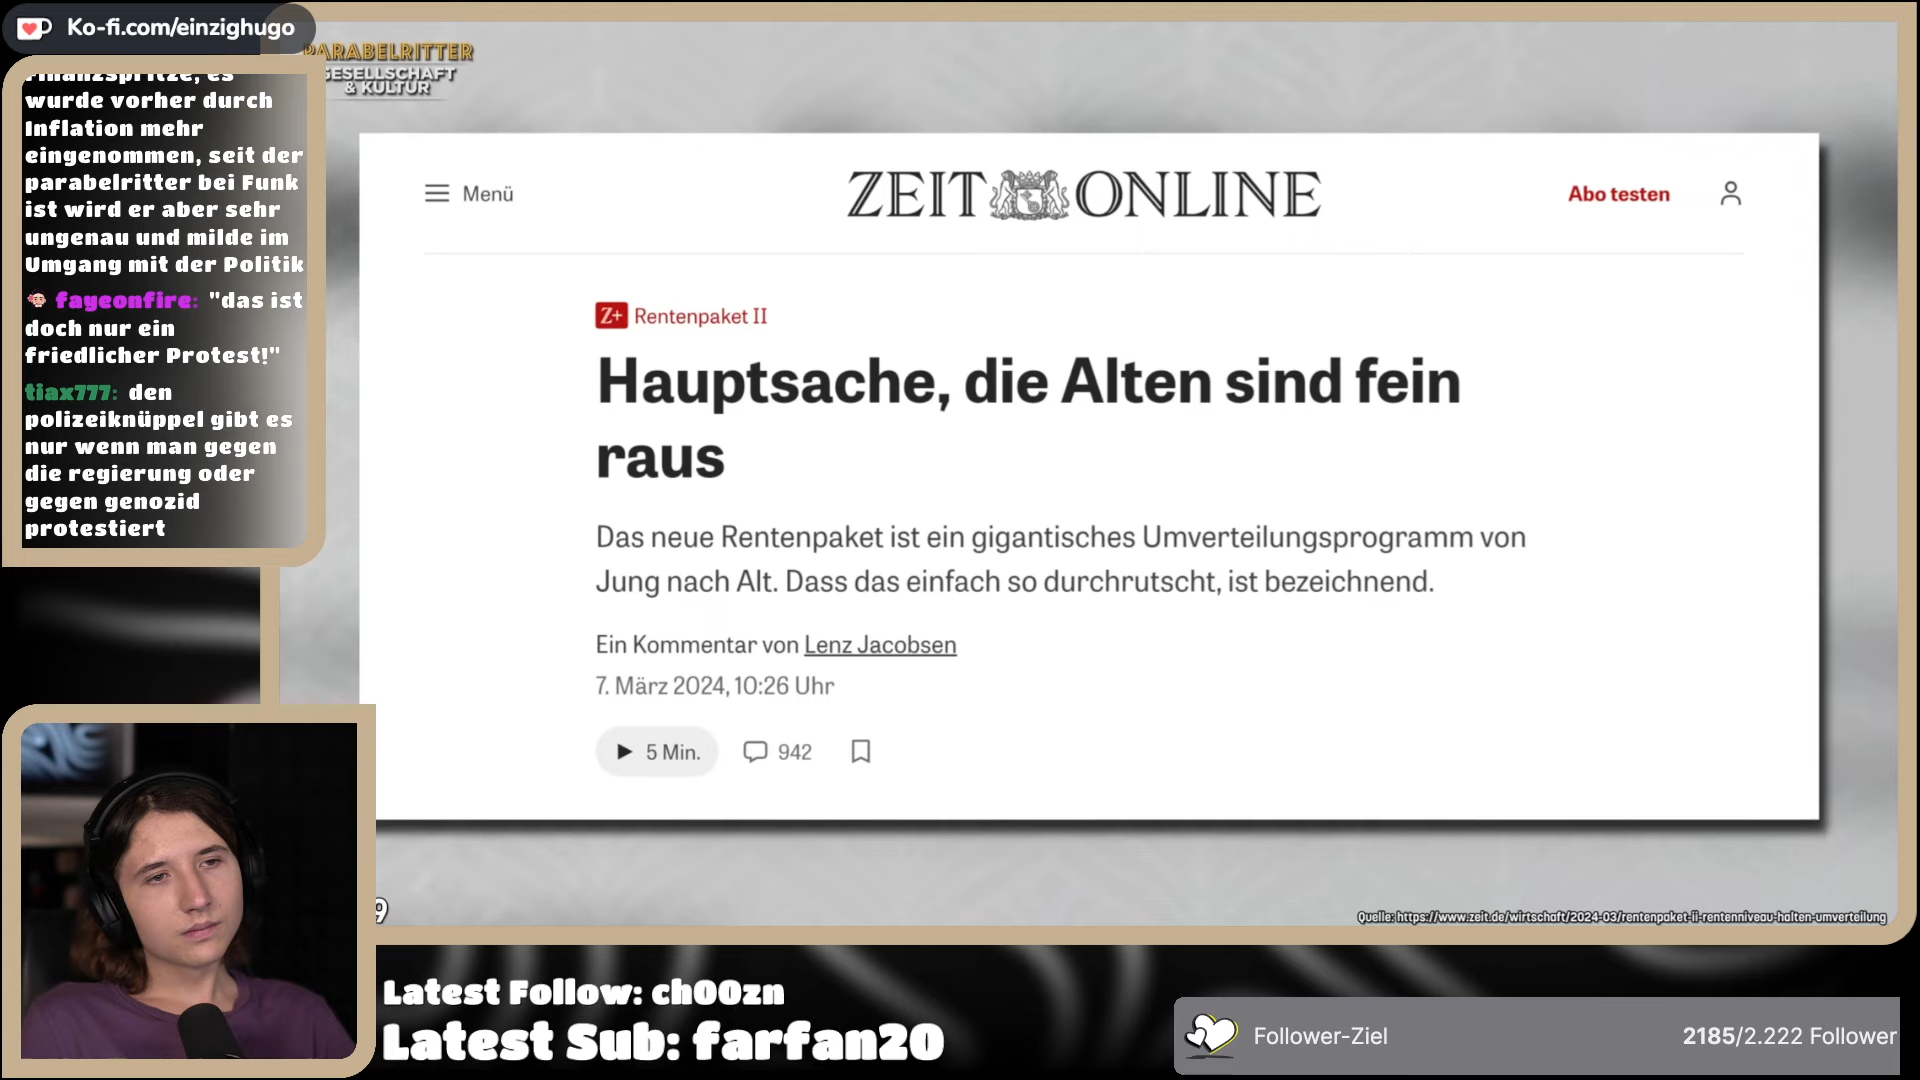 Ko-fi.com/einzighugo
PARABELRITTER
GESELLSCHAFT
& KULTUR
Finanzspritze, es
wurde vorher durch
Inflation mehr
eingenommen, seit der
parabelritter bei Funk
ist wird er aber sehr
ungenau und milde im
Umgang mit der Politik
fayeonfire: "das ist
doch nur ein
friedlicher Protest!"
tiax777: den
polizeiknüppel gibt es
nur wenn man gegen
die regierung oder
gegen genozid
protestiert
Menü
ZEIT ONLINE
Abo testen
Z+ Rentenpaket II
Hauptsache, die Alten sind fein
raus
Das neue Rentenpaket ist ein gigantisches Umverteilungsprogramm von
Jung nach Alt. Dass das einfach so durchrutscht, ist bezeichnend.
Ein Kommentar von Lenz Jacobsen
7. März 2024, 10:26 Uhr
5 Min.
942
9
Quelle: https://www.zeit.de/wirtschaft/2024-03/rentenpaket-ii-rentenniveau-halten-umverteilung
Latest Follow: ch00zn
Latest Sub: farfan20
Follower-Ziel
2185/2.222 Follower